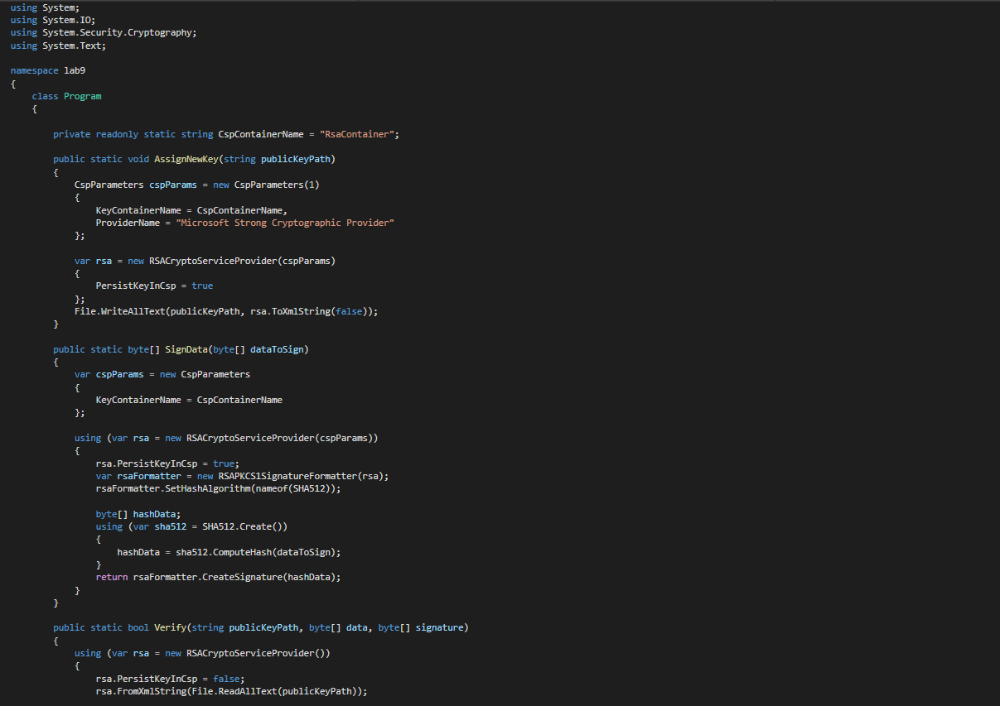 using System;
using System.IO;
using System.Security.Cryptography;
using System.Text;
namespace lab9
{
class Program
{
private readonly static string CspContainerName = "RsaContainer";
public static void AssignNewKey(string publicKeyPath)
{
CspParameters cspParams = new CspParameters(1)
{
KeyContainerName = CspContainerName,
ProviderName = "Microsoft Strong Cryptographic Provider"
};
var rsa = new RSACryptoServiceProvider(cspParams)
{
PersistKeyInCsp = true
};
File.WriteAllText(publicKeyPath, rsa.ToXmlString(false));
}
public static byte[] SignData(byte[] dataToSign)
{
var cspParams = new CspParameters
{
KeyContainerName = CspContainerName
};
using (var rsa = new RSACryptoServiceProvider(cspParams))
{
rsa.PersistKeyInCsp = true;
var rsaFormatter = new RSAPKCS1SignatureFormatter(rsa);
rsaFormatter.SetHashAlgorithm(nameof(SHA512));
byte[] hashData;
using (var sha512 = SHA512.Create())
{
hashData = sha512.ComputeHash(dataToSign);
}
return rsaFormatter.CreateSignature(hashData);
}
}
public static bool Verify(string publicKeyPath, byte[] data, byte[] signature)
{
using (var rsa = new RSACryptoServiceProvider())
{
rsa.PersistKeyInCsp = false;
rsa.FromXmlString(File.ReadAllText(publicKeyPath));